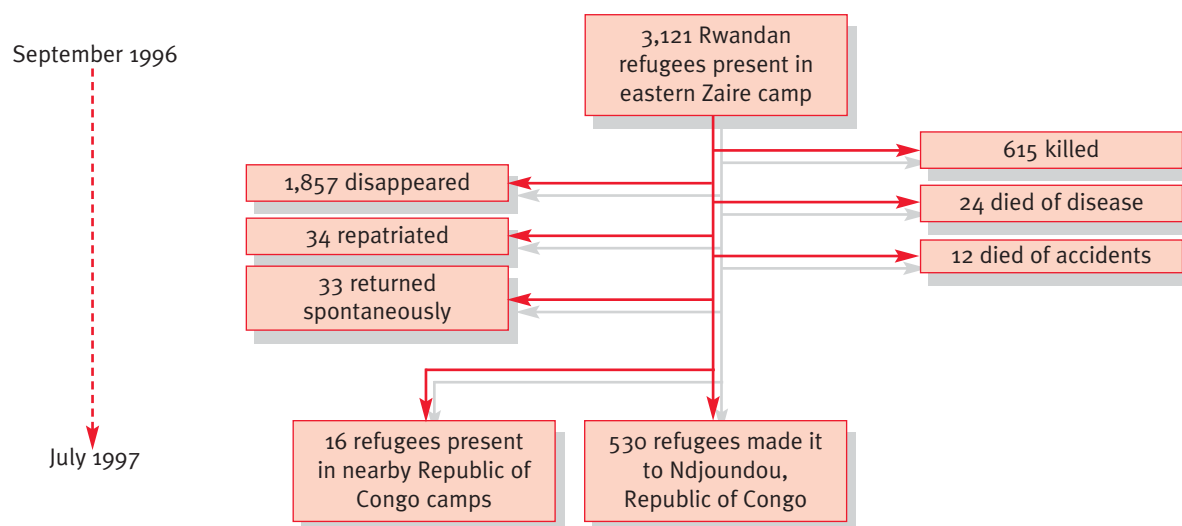 September 1996
3,121 Rwandan
refugees present in
eastern Zaire camp
615 killed
1,857 disappeared
24 died of disease
34 repatriated
12 died of accidents
33 returned
spontaneously
16 refugees present
in nearby Republic of
Congo camps
530 refugees made it
to Ndjoundou,
Republic of Congo
July 1997